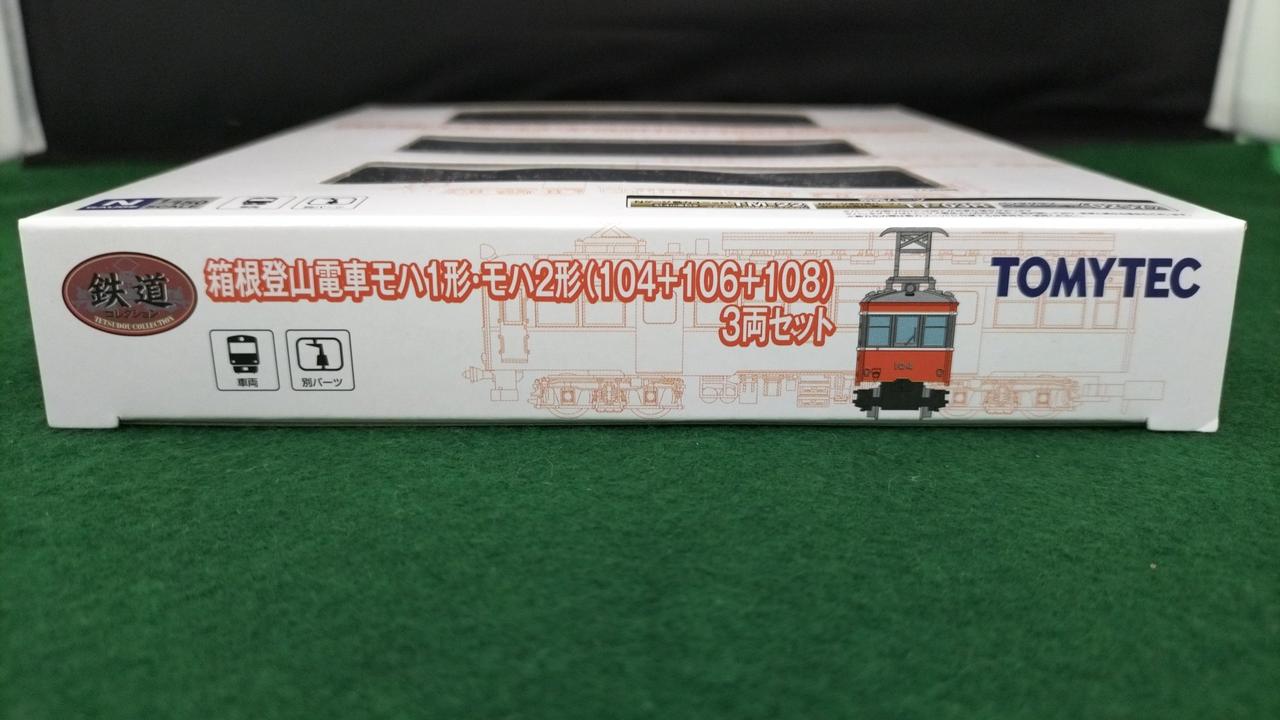 鉄道
コレクション
TETSUDOU COLLECTION
箱根登山電車モハ1形・モハ2形(104+106+108)
3両セット
TOMYTEC
車両
別パーツ
104